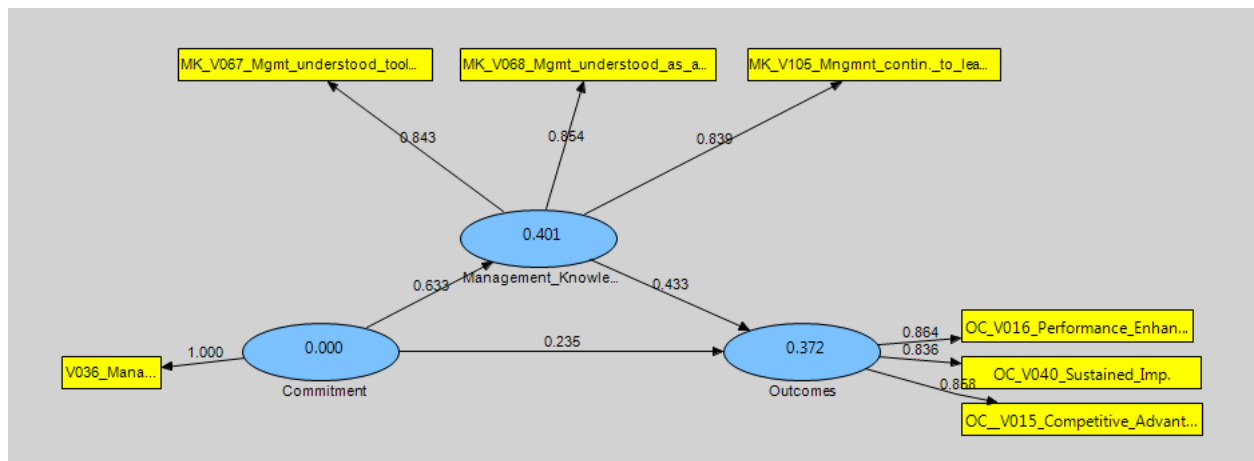 MK_V067_Mgmt_understood_tool...
MK_V068_Mgmt_understood_as_a...
MK_V105_Mngmnt_contin._to_lea...
0.843
0.854
0.839
0.401
Management_Knowle...
0.633
0.433
1.000
V036_Mana...
0.000
Commitment
0.235
0.372
Outcomes
0.864
OC_V016_Performance_Enhan...
0.836
OC_V040_Sustained_Imp.
0.858
OC__V015_Competitive_Advant...